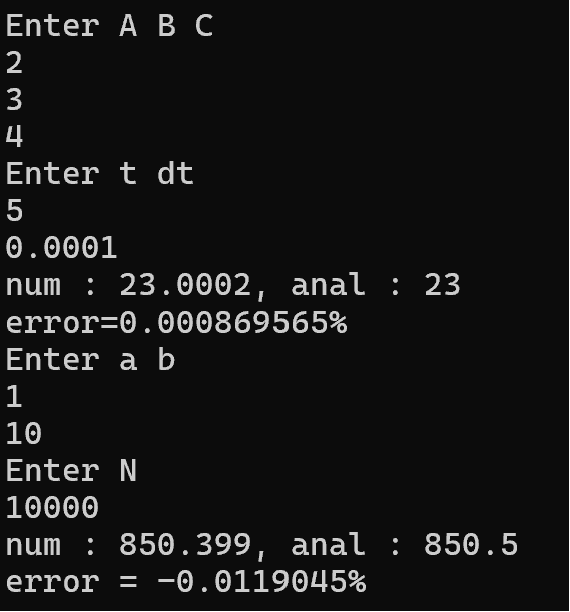 Enter A B C
2
3
4
Enter t dt
5
0.0001
num : 23.0002, anal : 23
error=0.000869565%
Enter a b
1
10
Enter N
10000
num : 850.399, anal : 850.5
error = -0.0119045%